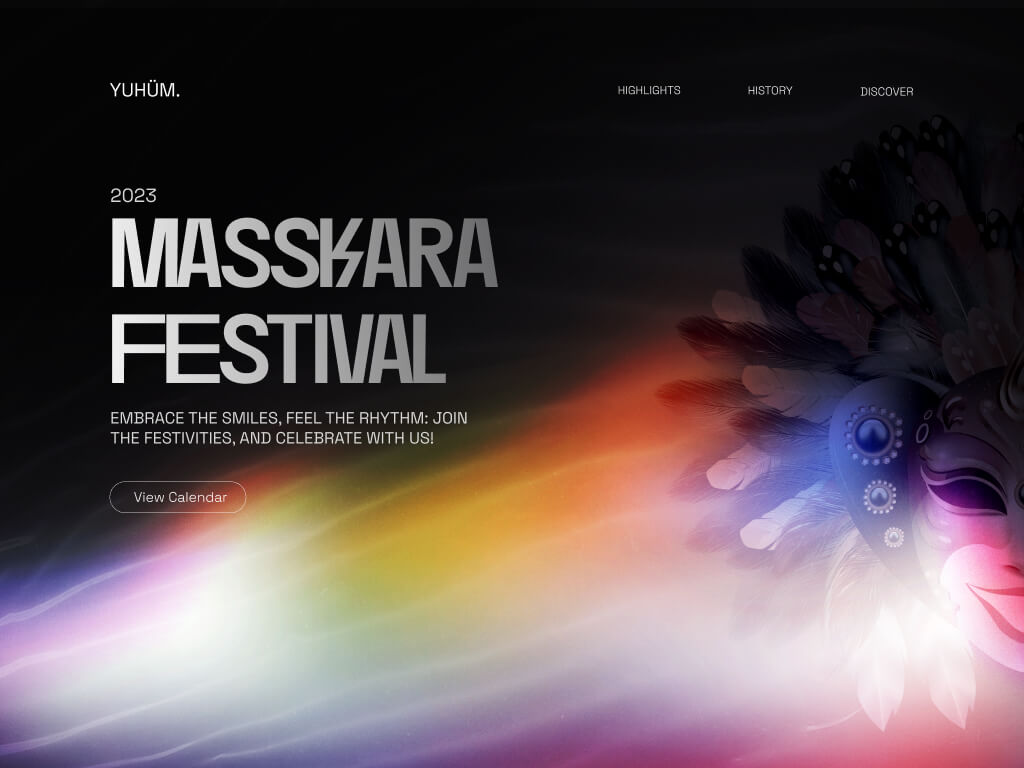 YUHÜM.
HIGHLIGHTS
HISTORY
DISCOVER
2023
MASSKARA
FESTIVAL
EMBRACE THE SMILES, FEEL THE RHYTHM: JOIN
THE FESTIVITIES, AND CELEBRATE WITH US!
View Calendar